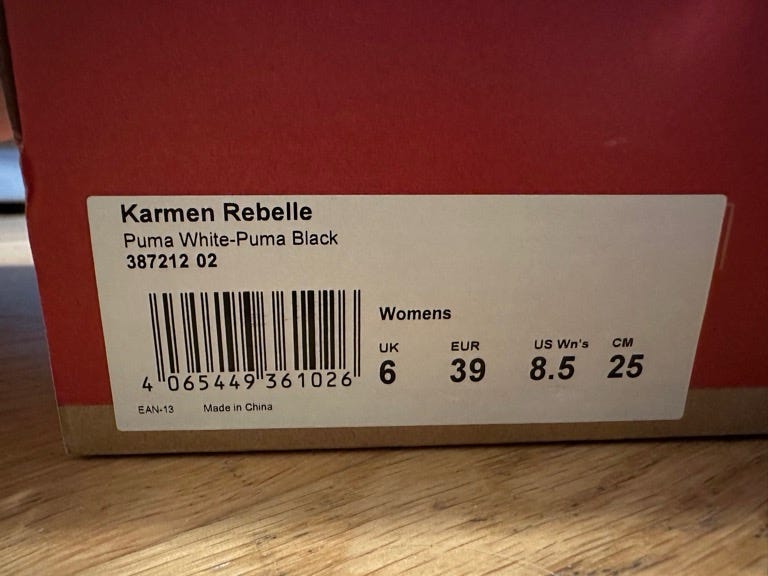 Karmen Rebelle
Puma White-Puma Black
387212 02
Womens
UK EUR US Wn's CM
6 39 8.5 25
4 065449 361026
EAN-13 Made in China